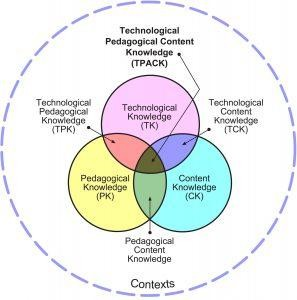 Technological
Pedagogical Content
Knowledge
(TPACK)
Technological
Pedagogical
Knowledge
(TPK)
Technological
Knowledge
(TK)
Technological
Content
Knowledge
(TCK)
Pedagogical
Knowledge
(PK)
Content
Knowledge
(CK)
Pedagogical
Content
Knowledge
Contexts